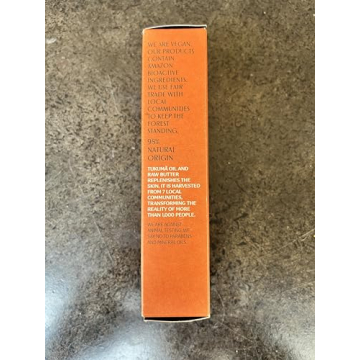 WE ARE VEGAN.
OUR PRODUCTS
CONTAIN
AMAZON
BIOACTIVE
INGREDIENTS.
WE DO FAIR
TRADE WITH
LOCAL
COMMUNITIES
TO KEEP THE
FOREST
STANDING.
NATURAL
ORIGIN
TUKUMÃ OIL AND
RAW BUTTER
REPLENISHES THE
SKIN. IT IS HARVESTED
FROM 7 LOCAL
COMMUNITIES,
TRANSFORMING THE
REALITY OF MORE
THAN 1,000 PEOPLE.